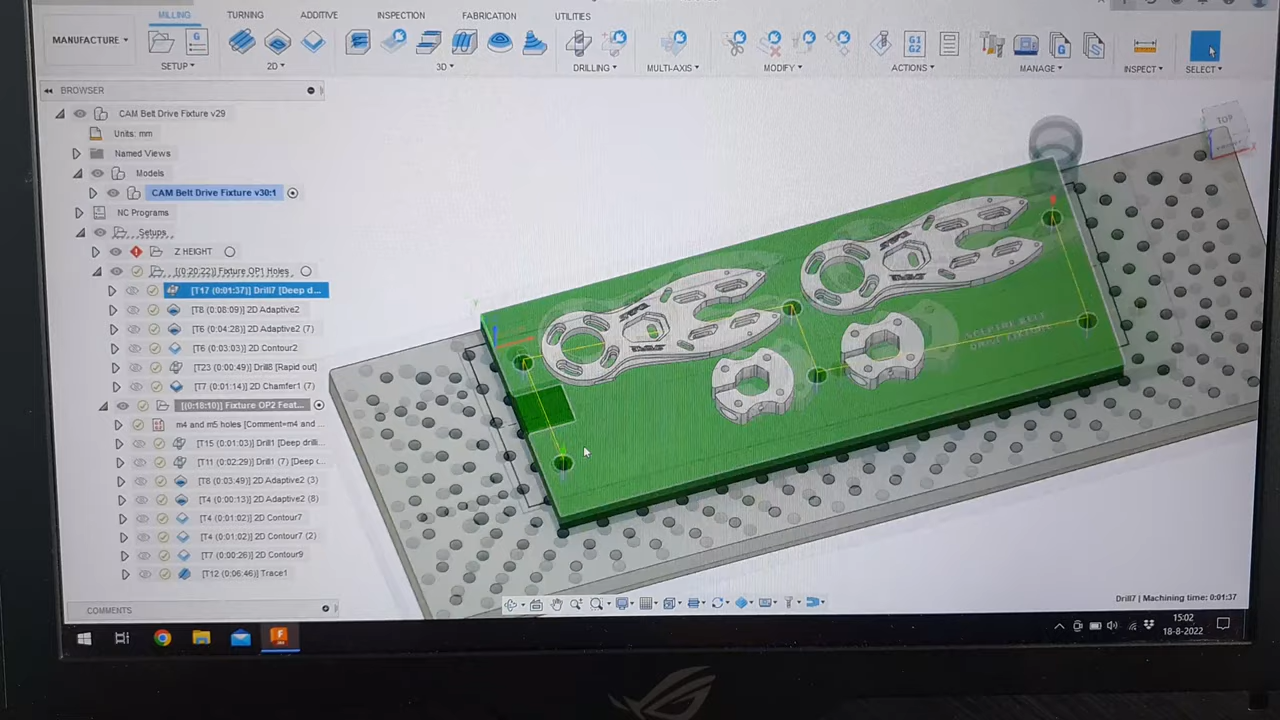 MILLING TURNING ADDITIVE INSPECTION FABRICATION UTILITIES
MANUFACTURE
G
G1
G2
G
SETUP 2D 3D DRILLING MULTI-AXIS MODIFY ACTIONS MANAGE INSPECT SELECT
BROWSER
CAM Belt Drive Fixture v29
Units: mm
Named Views
Models
CAM Belt Drive Fixture v30:1
NC Programs
Setups
Z HEIGHT
[(0:20:22)] Fixture OP1 Holes
[T17 (0:01:37)] Drill7 [Deep d...
[T8 (0:08:09)] 2D Adaptive2
[T6 (0:04:28)] 2D Adaptive2 (7)
[T6 (0:03:03)] 2D Contour2
[T23 (0:00:49)] Drill8 [Rapid out]
[T7 (0:01:14)] 2D Chamfer1 (7)
[(0:18:10)] Fixture OP2 Feat...
m4 and m5 holes [Comment=m4 and ...
[T15 (0:01:03)] Drill1 [Deep drilli...
[T11 (0:02:29)] Drill1 (7) [Deep (...
[T8 (0:03:49)] 2D Adaptive2 (3)
[T4 (0:00:13)] 2D Adaptive2 (8)
[T4 (0:01:02)] 2D Contour7
[T4 (0:01:02)] 2D Contour7 (2)
[T7 (0:00:26)] 2D Contour9
[T12 (0:06:46)] Trace1
TOP
BELT
DRIVE FIXTURE
COMMENTS
Drill7 | Machining time: 0:01:37
15:02
18-8-2022